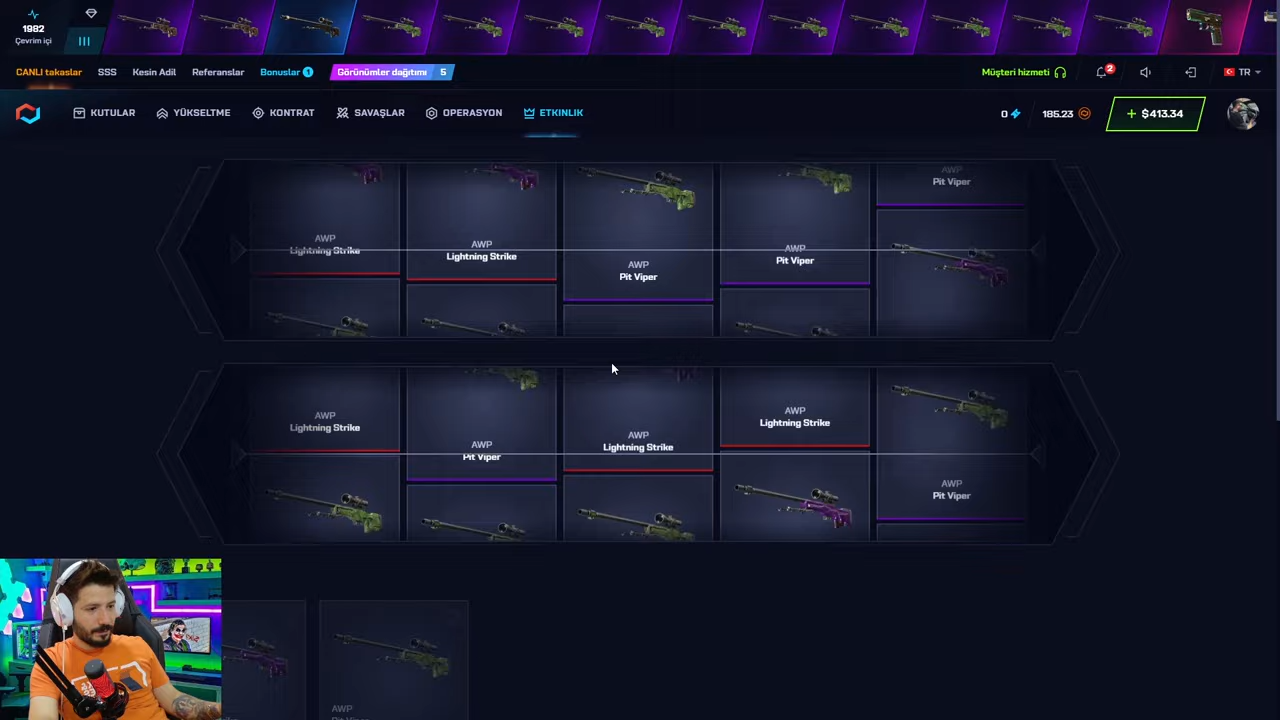 1982
Çevrim içi
CANLI takaslar
SSS
Kesin Adil
Referanslar
Bonuslar 1
Görünümler dağıtımı 5
Müşteri hizmeti
2
TR
KUTULAR
YÜKSELTME
KONTRAT
SAVAŞLAR
OPERASYON
ETKINLIK
0
185.23
+ $413.34
AWP
Lightning Strike
AWP
Lightning Strike
AWP
Pit Viper
AWP
Pit Viper
AWP
Pit Viper
AWP
Lightning Strike
AWP
Pit Viper
AWP
Lightning Strike
AWP
Lightning Strike
AWP
Pit Viper
AWP